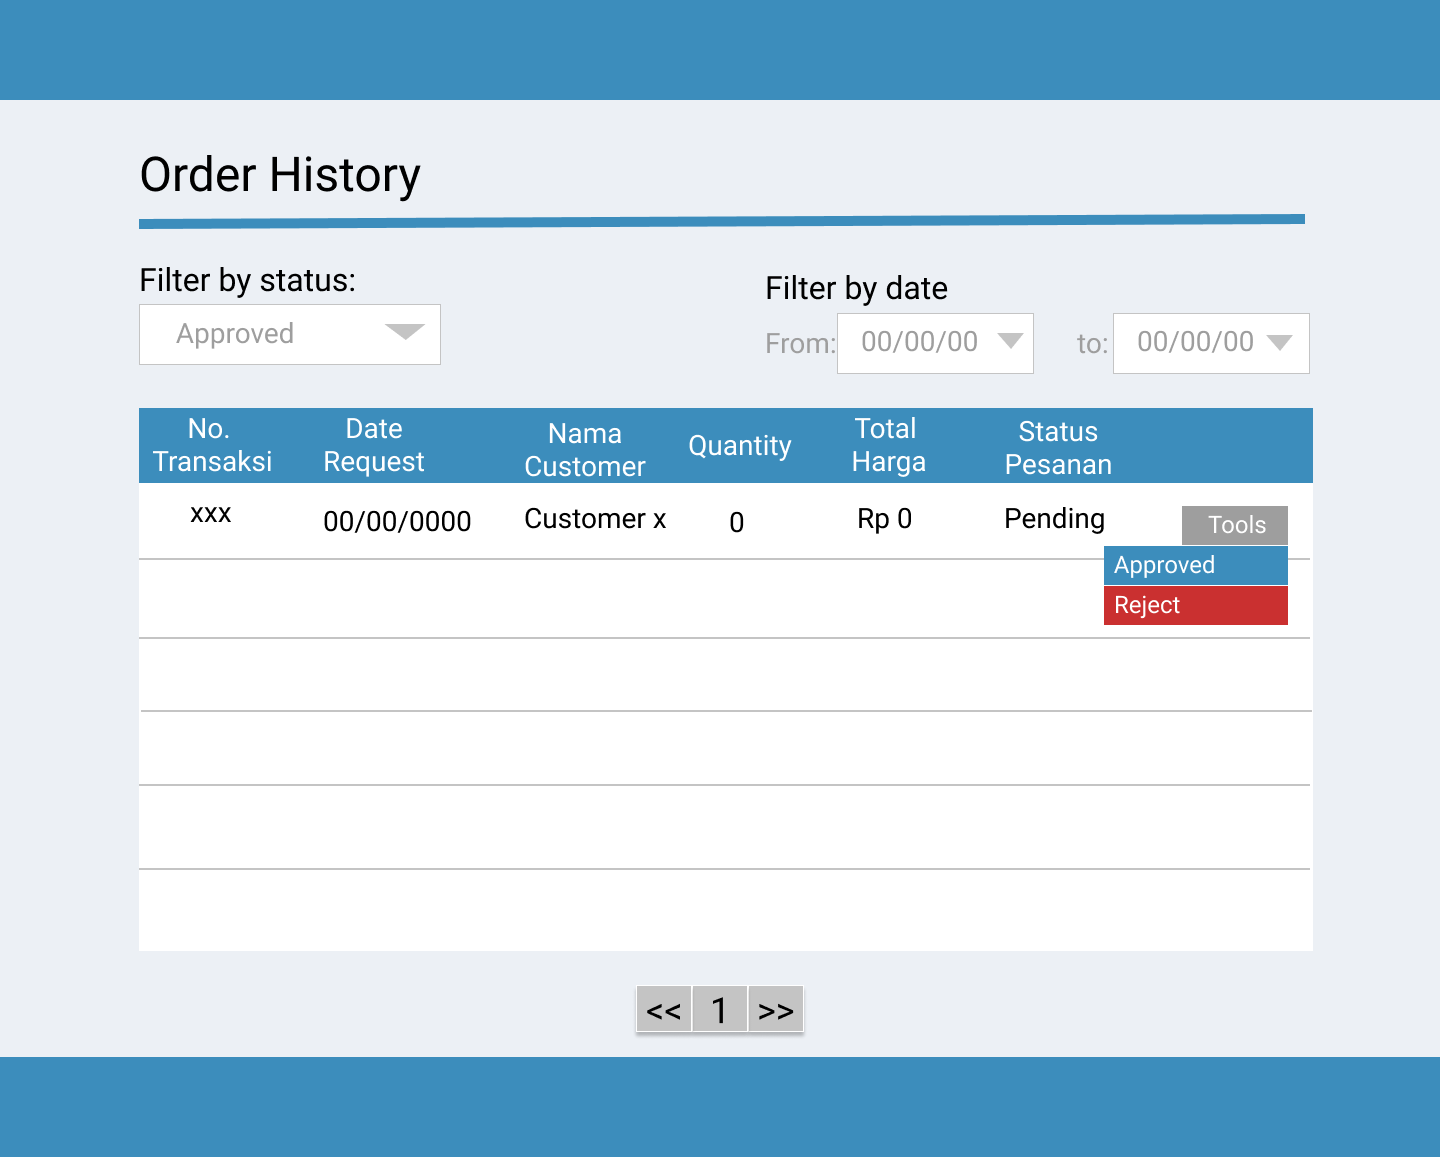 Order History
Filter by status:
Approved
Filter by date
From: 00/00/00 to: 00/00/00
No.
Transaksi
Date
Request
Nama
Customer
Quantity
Total
Harga
Status
Pesanan
xxx 00/00/0000 Customer x 0 Rp 0 Pending Tools
Approved
Reject
<< 1 >>